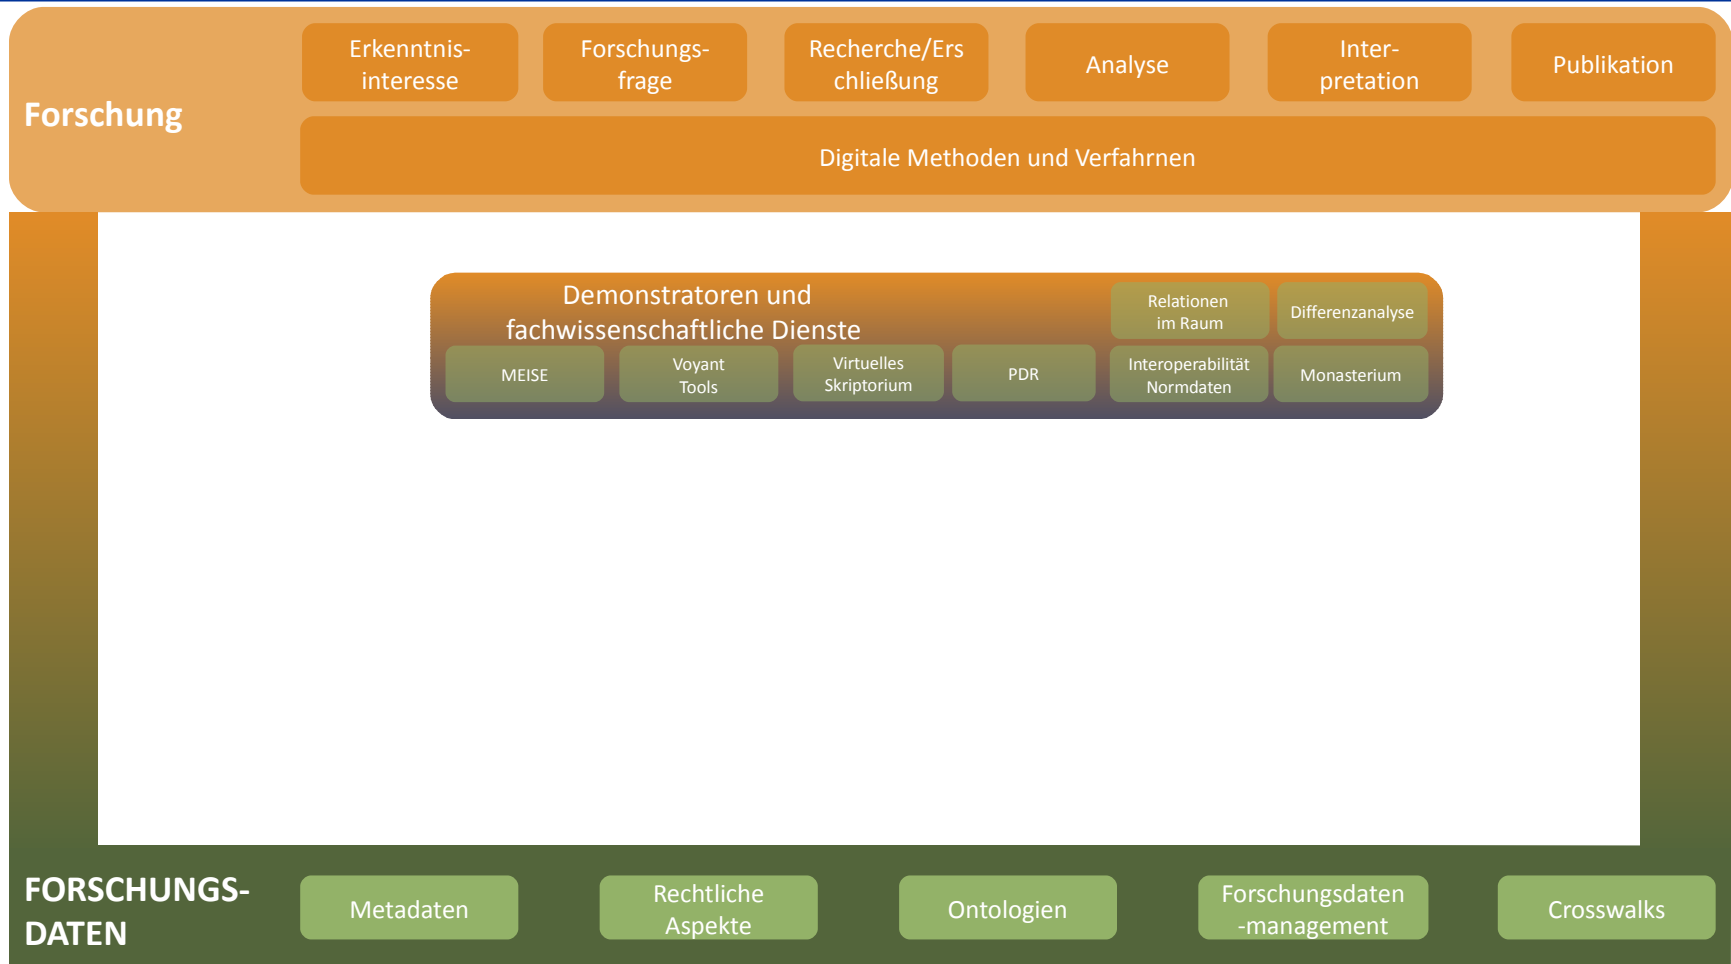 Forschung
Erkenntnis-
interesse
Forschungs-
frage
Recherche/Ers
chließung
Analyse
Inter-
pretation
Publikation
Digitale Methoden und Verfahrnen
Demonstratoren und
fachwissenschaftliche Dienste
Relationen
im Raum
Differenzanalyse
MEISE
Voyant
Tools
Virtuelles
Skriptorium
PDR
Interoperabilität
Normdaten
Monasterium
FORSCHUNGS-
DATEN
Metadaten
Rechtliche
Aspekte
Ontologien
Forschungsdaten
-management
Crosswalks